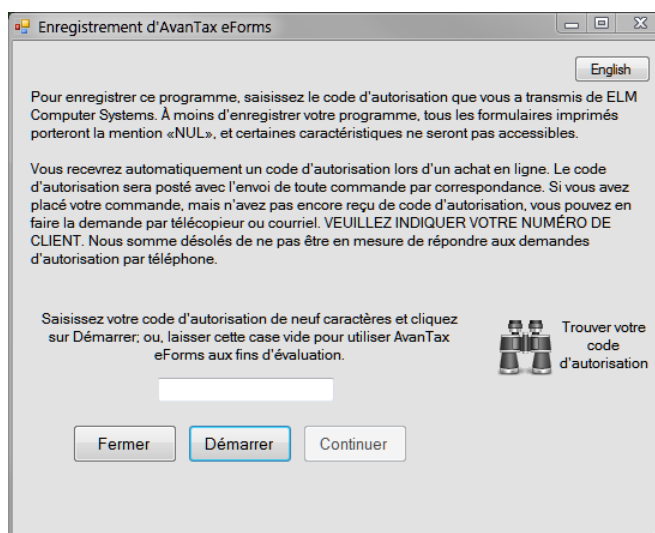 Enregistrement d'AvanTax eForms
English
Pour enregistrer ce programme, saisissez le code d'autorisation que vous a transmis de ELM
Computer Systems. À moins d'enregistrer votre programme, tous les formulaires imprimés
porteront la mention «NUL», et certaines caractéristiques ne seront pas accessibles.
Vous recevrez automatiquement un code d'autorisation lors d'un achat en ligne. Le code
d'autorisation sera posté avec l'envoi de toute commande par correspondance. Si vous avez
placé votre commande, mais n'avez pas encore reçu de code d'autorisation, vous pouvez en
faire la demande par télécopieur ou courriel. VEUILLEZ INDIQUER VOTRE NUMÉRO DE
CLIENT. Nous somme désolés de ne pas être en mesure de répondre aux demandes
d'autorisation par téléphone.
Saisissez votre code d'autorisation de neuf caractères et cliquez
sur Démarrer; ou, laisser cette case vide pour utiliser AvanTax
eForms aux fins d'évaluation.
Trouver votre
code
d'autorisation
Fermer
Démarrer
Continuer